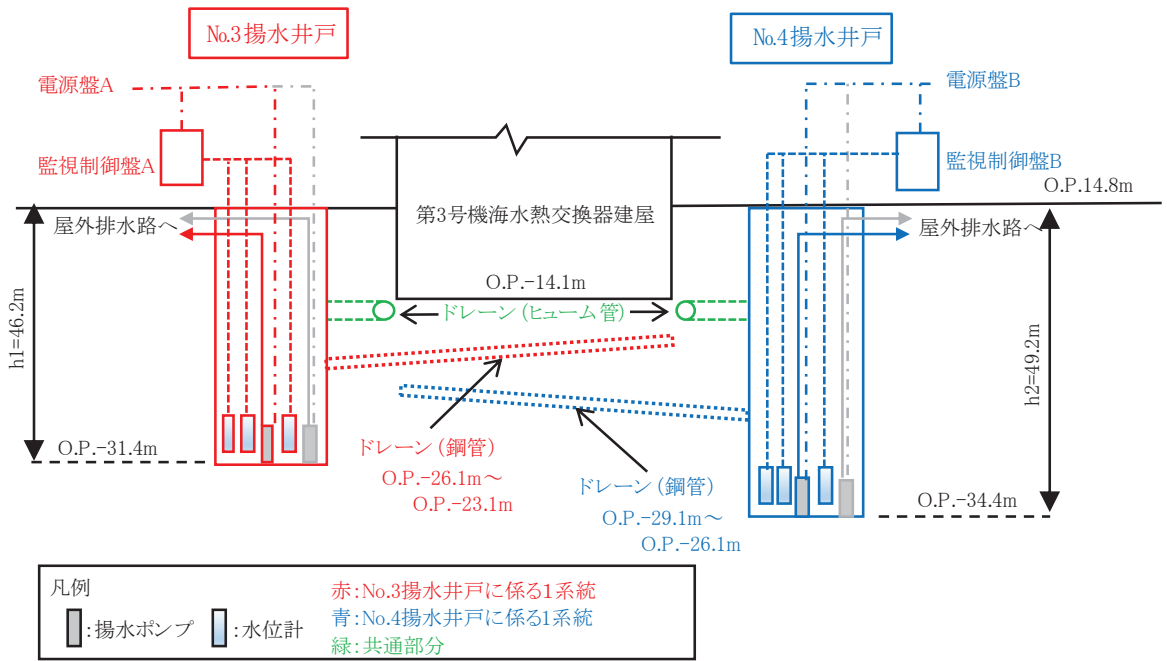 No.3揚水井戸
No.4揚水井戸
電源盤A
電源盤B
監視制御盤A
監視制御盤B
O.P.14.8m
屋外排水路へ
第3号機海水熱交換器建屋
屋外排水路へ
O.P.-14.1m
ドレーン(ヒューム管)
h1=46.2m
h2=49.2m
O.P.-31.4m
ドレーン(鋼管)
O.P.-26.1m～
O.P.-23.1m
ドレーン(鋼管)
O.P.-29.1m～
O.P.-26.1m
O.P.-34.4m
凡例
:揚水ポンプ
:水位計
赤:No.3揚水井戸に係る1系統
青:No.4揚水井戸に係る1系統
緑:共通部分